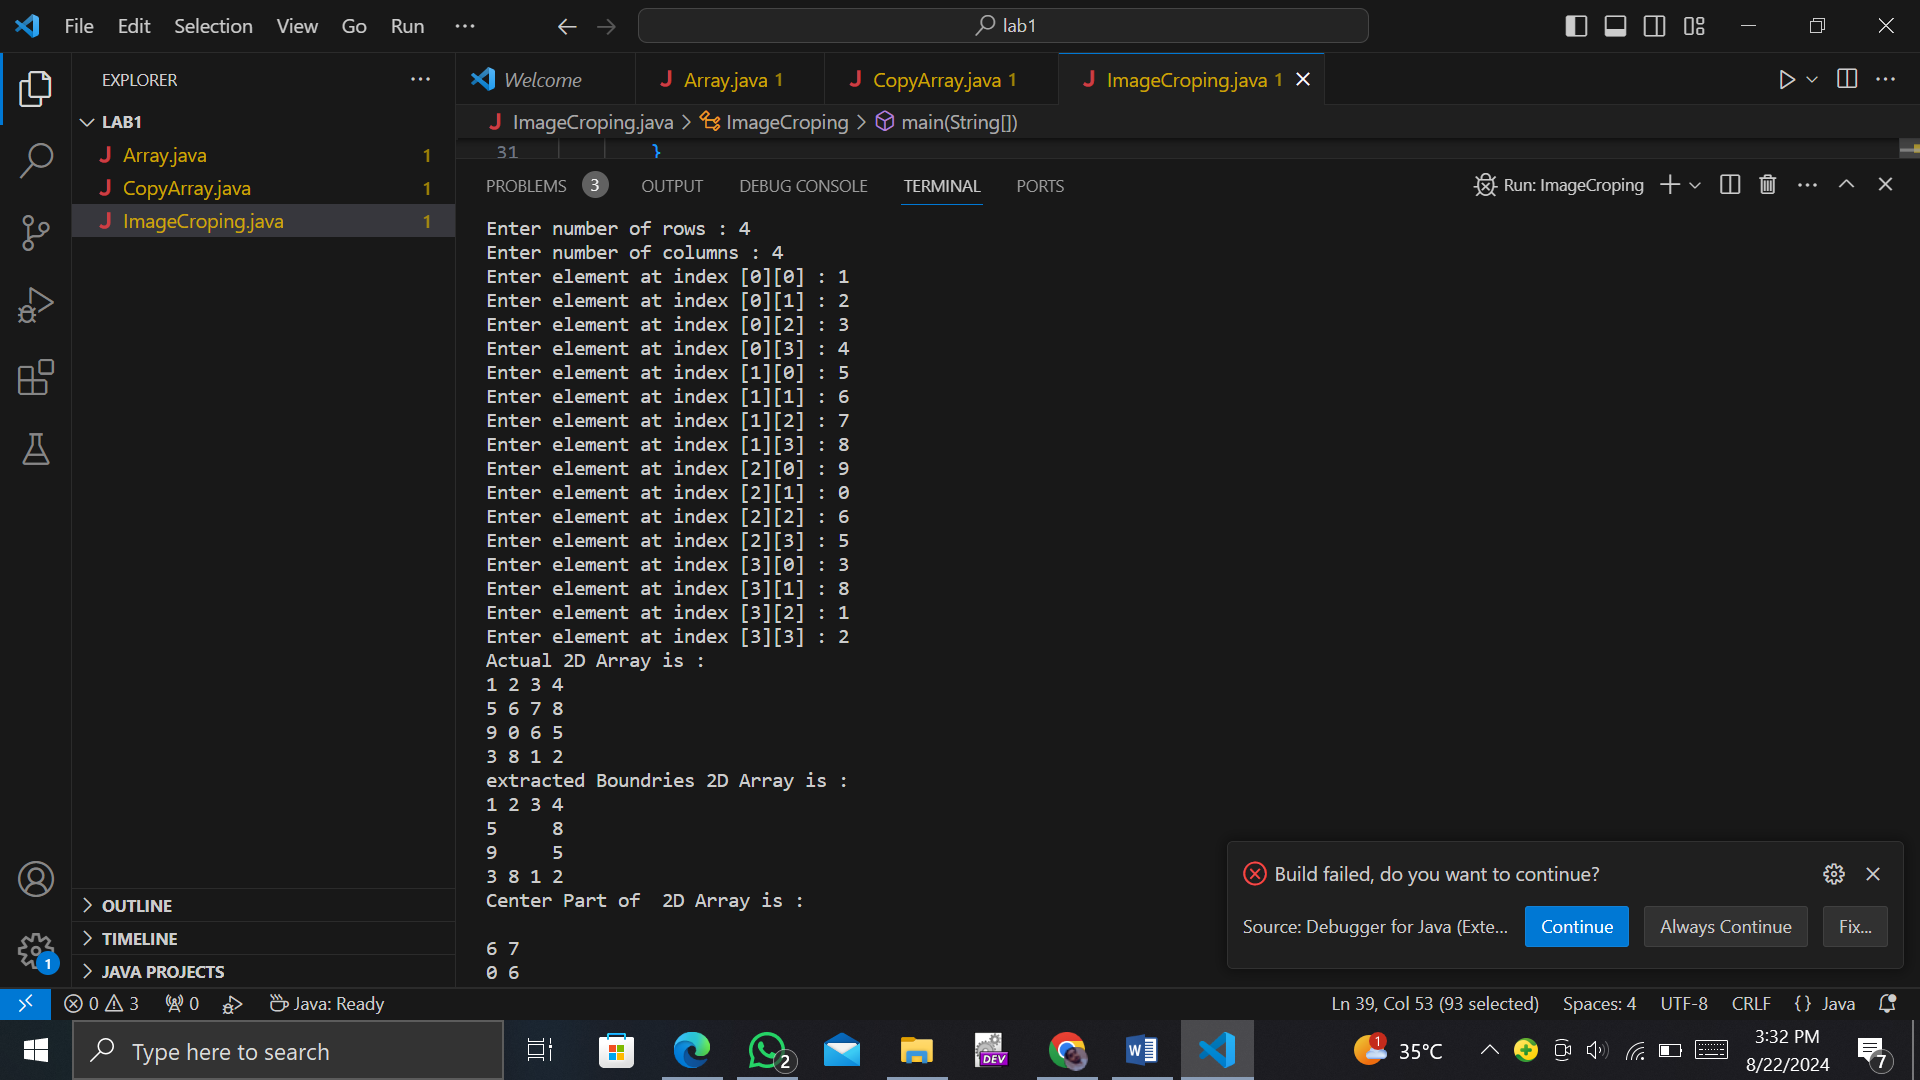 File Edit Selection View Go Run ··· lab1
EXPLORER ···
LAB1
Array.java 1
CopyArray.java 1
ImageCroping.java 1
OUTLINE
TIMELINE
JAVA PROJECTS
1
Welcome Array.java 1 CopyArray.java 1 ImageCroping.java 1
ImageCroping.java > ImageCroping > main(String[])
31 }
PROBLEMS 3 OUTPUT DEBUG CONSOLE TERMINAL PORTS Run: ImageCroping
Enter number of rows : 4
Enter number of columns : 4
Enter element at index [0][0] : 1
Enter element at index [0][1] : 2
Enter element at index [0][2] : 3
Enter element at index [0][3] : 4
Enter element at index [1][0] : 5
Enter element at index [1][1] : 6
Enter element at index [1][2] : 7
Enter element at index [1][3] : 8
Enter element at index [2][0] : 9
Enter element at index [2][1] : 0
Enter element at index [2][2] : 6
Enter element at index [2][3] : 5
Enter element at index [3][0] : 3
Enter element at index [3][1] : 8
Enter element at index [3][2] : 1
Enter element at index [3][3] : 2
Actual 2D Array is :
1 2 3 4
5 6 7 8
9 0 6 5
3 8 1 2
extracted Boundries 2D Array is :
1 2 3 4
5     8
9     5
3 8 1 2
Center Part of  2D Array is :
6 7
0 6
Build failed, do you want to continue?
Source: Debugger for Java (Exte... Continue Always Continue Fix...
0 3 0 Java: Ready Ln 39, Col 53 (93 selected) Spaces: 4 UTF-8 CRLF {} Java
Type here to search 2 DEV 1 35°C 3:32 PM
8/22/2024 7